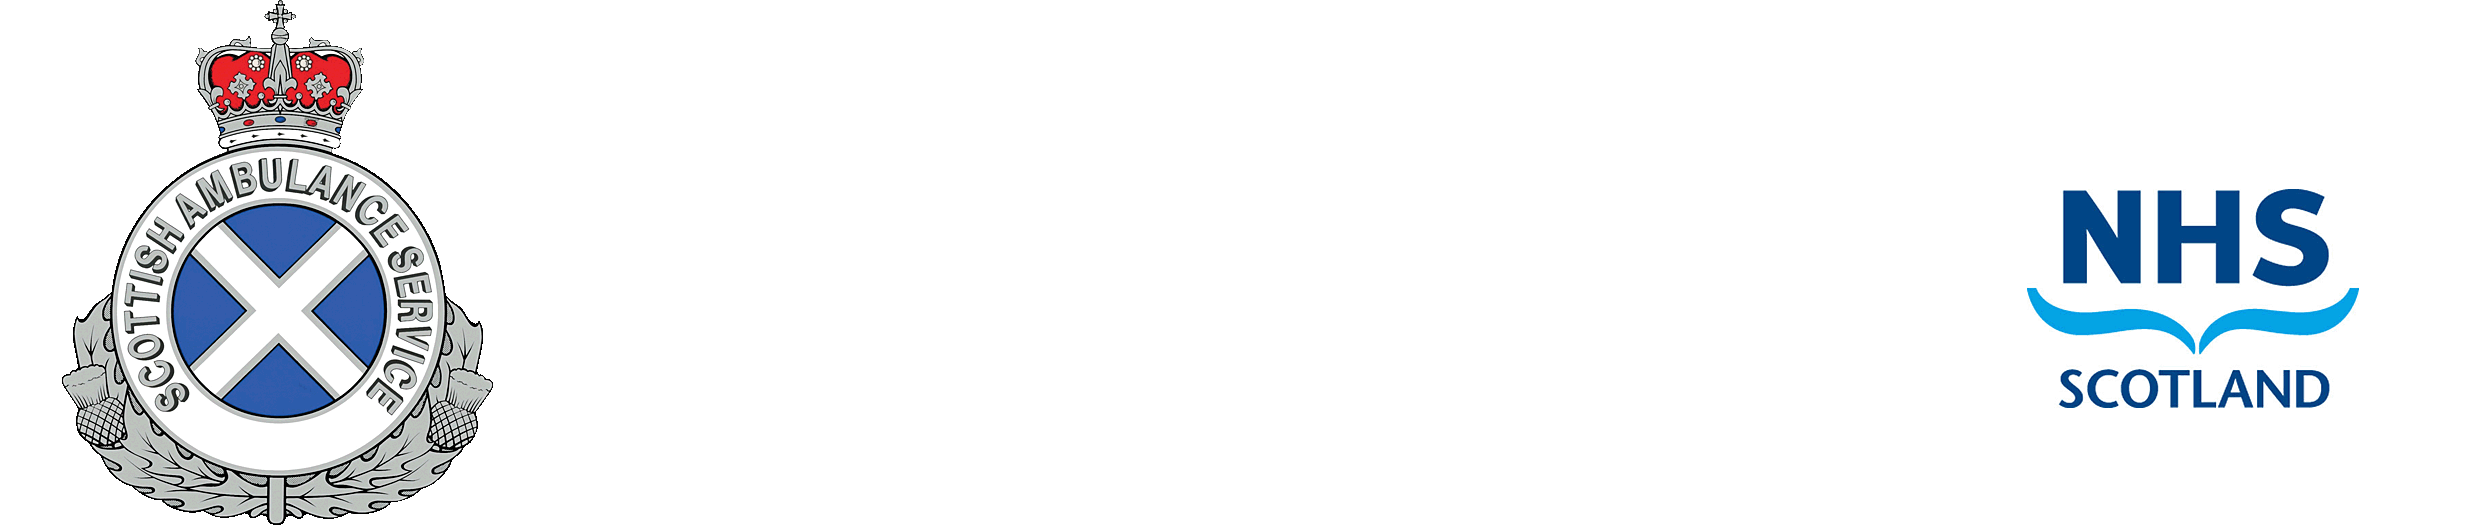 SCOTTISH AMBULANCE SERVICE
NHS
SCOTLAND